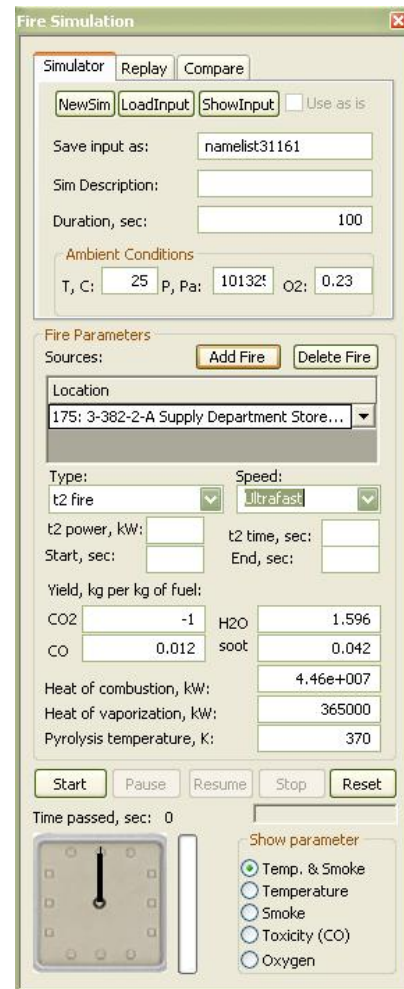 Fire Simulation
Simulator Replay Compare
NewSim LoadInput ShowInput Use as is
Save input as: namelist31161
Sim Description:
Duration, sec: 100
Ambient Conditions
T, C: 25 P, Pa: 10132 O2: 0.23
Fire Parameters
Sources: Add Fire Delete Fire
Location
175: 3-382-2-A Supply Department Store...
Type: Speed:
t2 fire Ultrafast
t2 power, kW: t2 time, sec:
Start, sec: End, sec:
Yield, kg per kg of fuel:
CO2 -1 H2O 1.596
CO 0.012 soot 0.042
Heat of combustion, kW: 4.46e+007
Heat of vaporization, kW: 365000
Pyrolysis temperature, K: 370
Start Pause Resume Stop Reset
Time passed, sec: 0
Show parameter
Temp. & Smoke
Temperature
Smoke
Toxicity (CO)
Oxygen